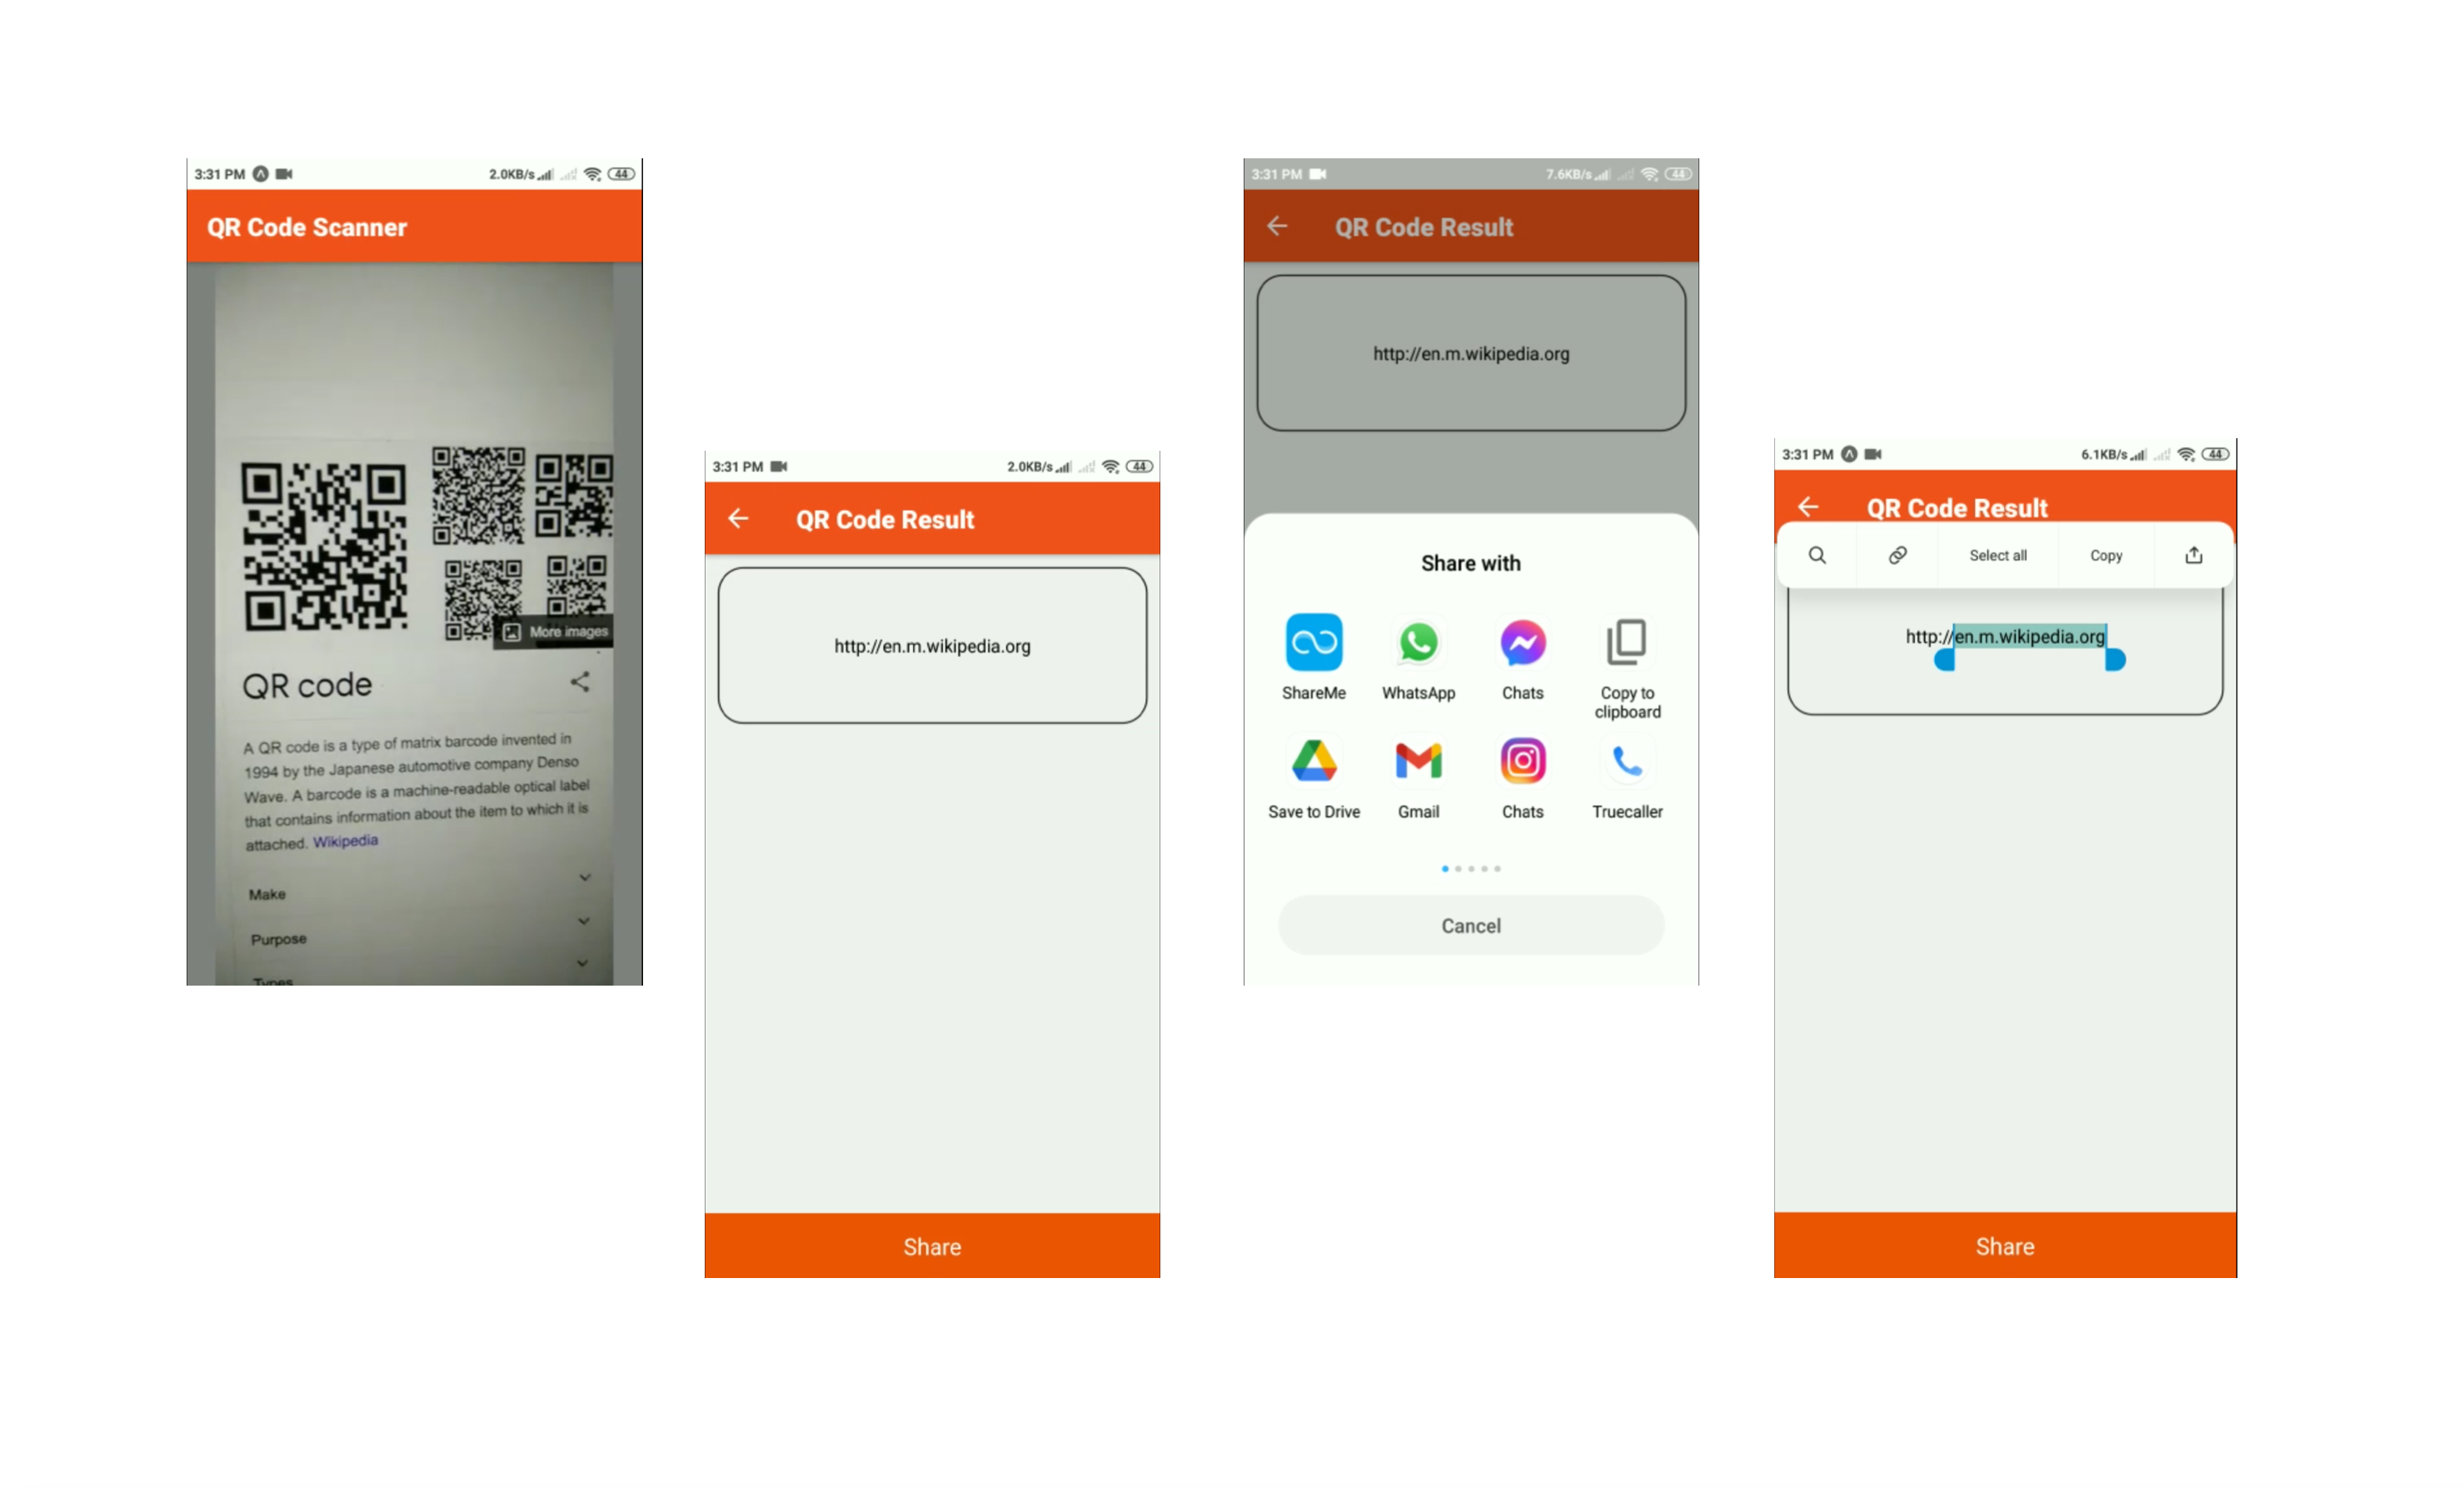 3:31 PM
2.0KB/s
44
QR Code Scanner
More images
QR code
A QR code is a type of matrix barcode invented in
1994 by the Japanese automotive company Denso
Wave. A barcode is a machine-readable optical label
that contains information about the item to which it is
attached. Wikipedia
Make
Purpose
Types
3:31 PM
2.0KB/s
44
QR Code Result
http://en.m.wikipedia.org
Share
3:31 PM
7.6KB/s
44
QR Code Result
http://en.m.wikipedia.org
Share with
ShareMe
WhatsApp
Chats
Copy to
clipboard
Save to Drive
Gmail
Chats
Truecaller
Cancel
3:31 PM
6.1KB/s
44
QR Code Result
Select all
Copy
http://en.m.wikipedia.org
Share